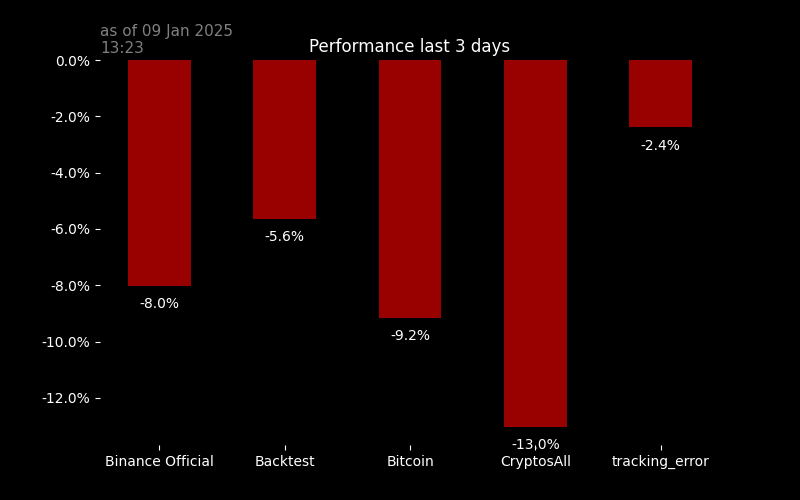 as of 09 Jan 2025
13:23
Performance last 3 days
0.0%
-2.0%
-4.0%
-6.0%
-8.0%
-10.0%
-12.0%
-8.0%
-5.6%
-9.2%
-13.0%
-2.4%
Binance Official
Backtest
Bitcoin
CryptosAll
tracking_error